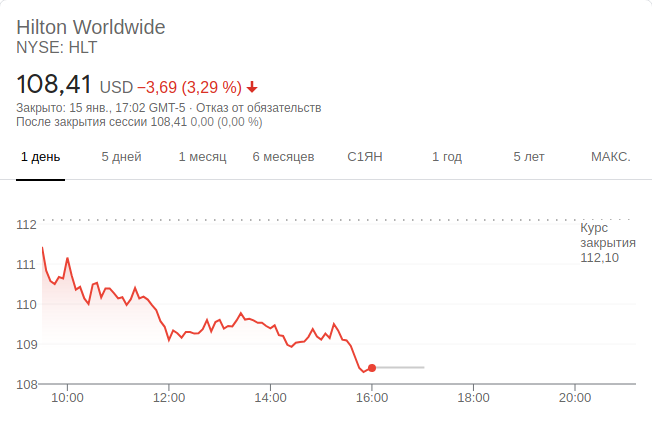 Hilton Worldwide
NYSE: HLT
108,41 USD −3,69 (3,29 %)
Закрыто: 15 янв., 17:02 GMT-5 · Отказ от обязательств
После закрытия сессии 108,41 0,00 (0,00 %)
1 день 5 дней 1 месяц 6 месяцев С1ЯН 1 год 5 лет МАКС.
112
Курс
закрытия
112,10
111
110
109
108
10:00 12:00 14:00 16:00 18:00 20:00